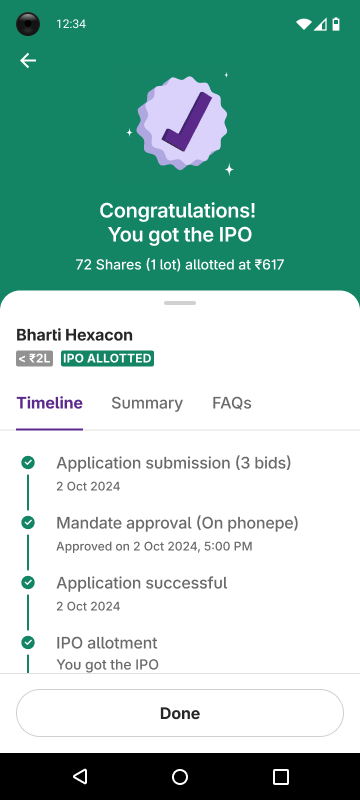 12:34
Congratulations!
You got the IPO
72 Shares (1 lot) allotted at ₹617
Bharti Hexacon
< ₹2L IPO ALLOTTED
Timeline Summary FAQs
Application submission (3 bids)
2 Oct 2024
Mandate approval (On phonepe)
Approved on 2 Oct 2024, 5:00 PM
Application successful
2 Oct 2024
IPO allotment
You got the IPO
Done